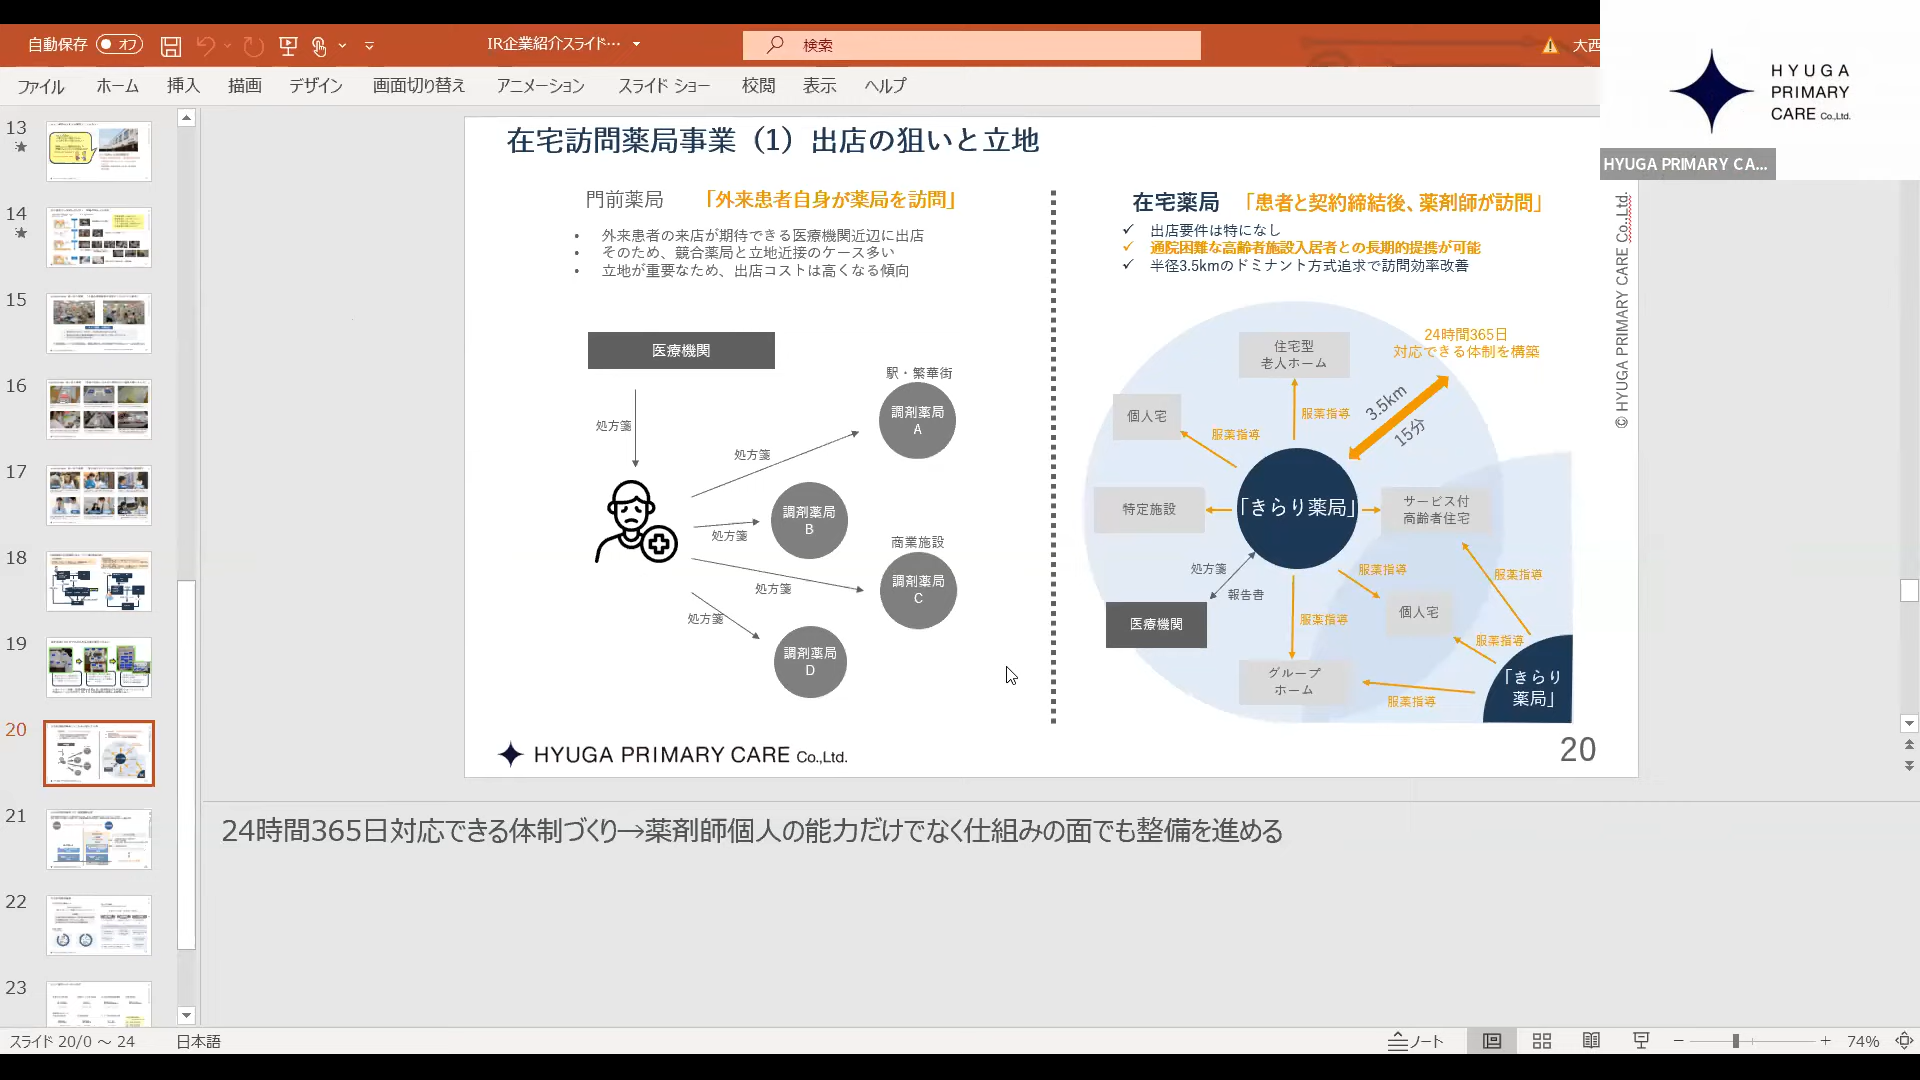 自動保存 オフ
IR企業紹介スライド…
検索
大西
ファイル ホーム 挿入 描画 デザイン 画面切り替え アニメーション スライド ショー 校閲 表示 ヘルプ
HYUGA
PRIMARY
CARE Co.,Ltd.
HYUGA PRIMARY CA...
13
14
15
16
17
18
19
20
21
22
23
在宅訪問薬局事業（1）出店の狙いと立地
門前薬局 「外来患者自身が薬局を訪問」
• 外来患者の来店が期待できる医療機関近辺に出店
• そのため、競合薬局と立地近接のケース多い
• 立地が重要なため、出店コストは高くなる傾向
医療機関
処方箋
駅・繁華街
調剤薬局
A
処方箋
調剤薬局
B
処方箋
商業施設
調剤薬局
C
処方箋
調剤薬局
D
処方箋
在宅薬局 「患者と契約締結後、薬剤師が訪問」
✓ 出店要件は特になし
✓ 通院困難な高齢者施設入居者との長期的提携が可能
✓ 半径3.5kmのドミナント方式追求で訪問効率改善
24時間365日
対応できる体制を構築
住宅型
老人ホーム
3.5km
15分
個人宅
服薬指導
服薬指導
特定施設
「きらり薬局」
サービス付
高齢者住宅
処方箋
報告書
服薬指導
服薬指導
医療機関
服薬指導
個人宅
服薬指導
グループ
ホーム
服薬指導
「きらり
薬局」
© HYUGA PRIMARY CARE Co.,Ltd.
HYUGA PRIMARY CARE Co.,Ltd.
20
24時間365日対応できる体制づくり→薬剤師個人の能力だけでなく仕組みの面でも整備を進める
スライド 20/0 ～ 24 日本語
ノート
74%